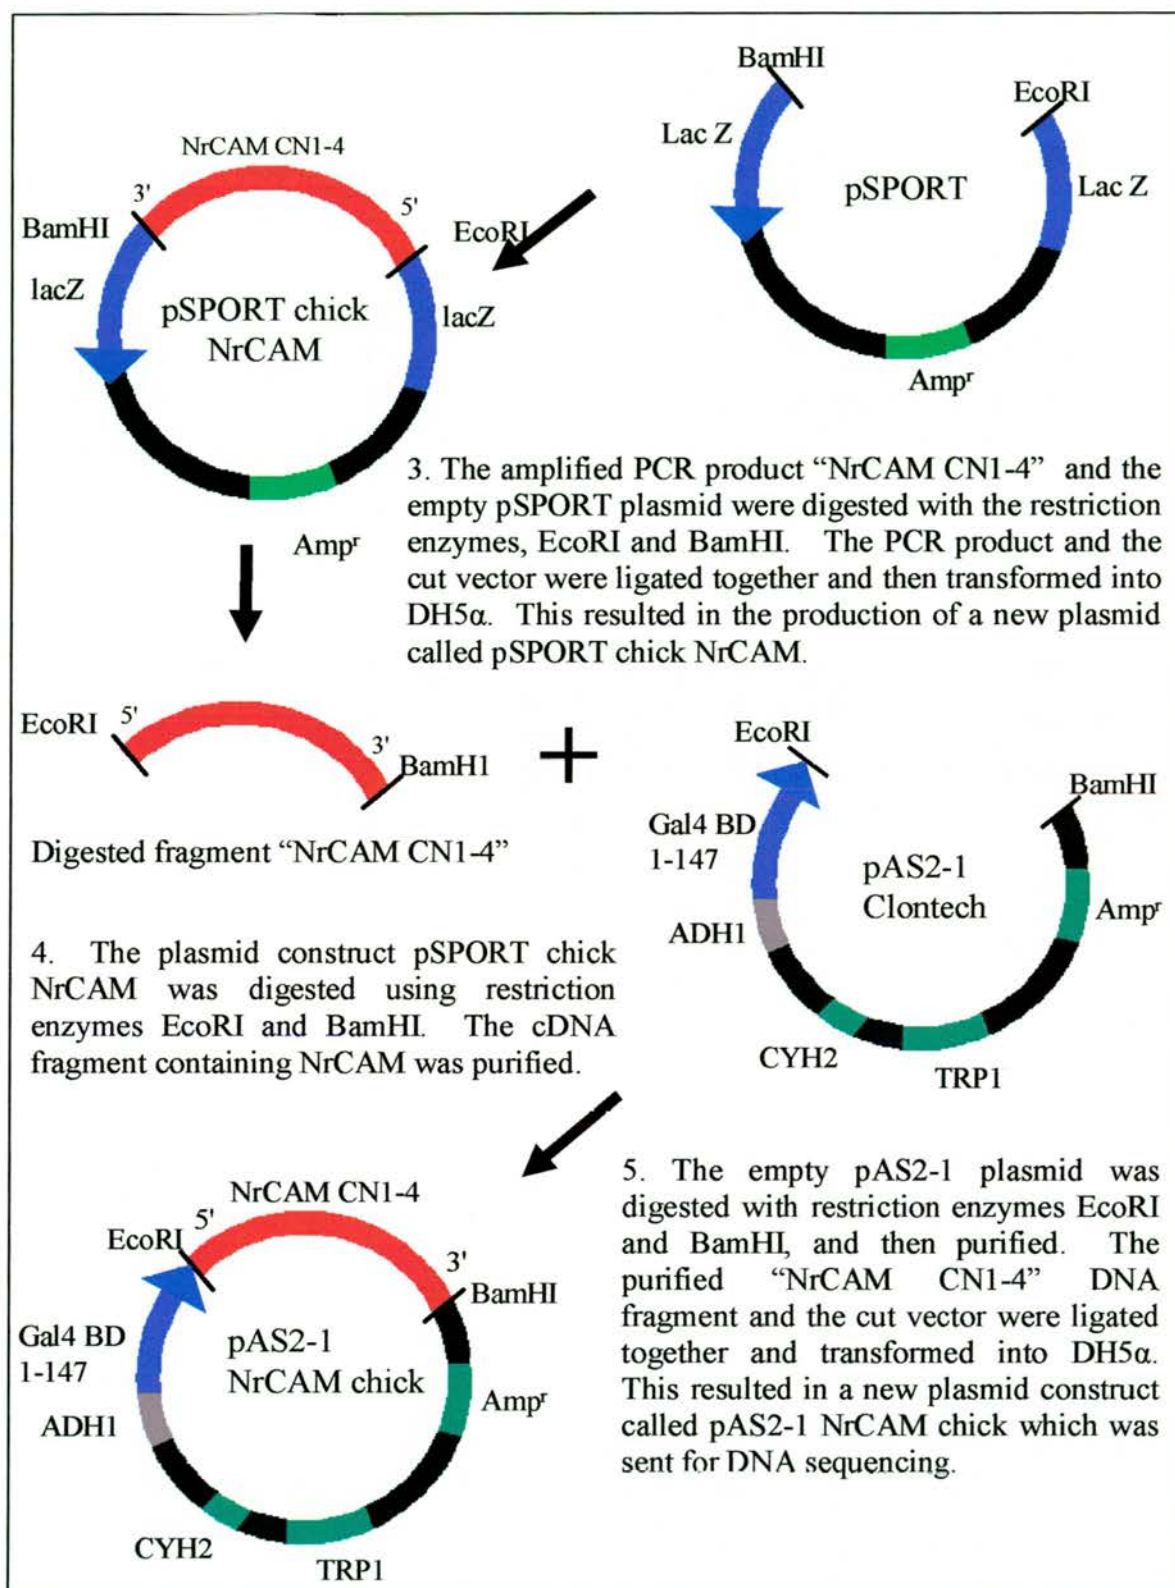 BamHI
EcoRI
Lac Z
Lac Z
pSPORT
Ampʳ
NrCAM CN1-4
3'
5'
BamHI
EcoRI
lacZ
lacZ
pSPORT chick
NrCAM
Ampʳ
3. The amplified PCR product “NrCAM CN1-4” and the
empty pSPORT plasmid were digested with the restriction
enzymes, EcoRI and BamHI. The PCR product and the
cut vector were ligated together and then transformed into
DH5α. This resulted in the production of a new plasmid
called pSPORT chick NrCAM.
EcoRI
5'
3'
BamH1
+
Digested fragment “NrCAM CN1-4”
EcoRI
BamHI
Gal4 BD
1-147
pAS2-1
Clontech
Ampʳ
ADH1
CYH2
TRP1
4. The plasmid construct pSPORT chick
NrCAM was digested using restriction
enzymes EcoRI and BamHI. The cDNA
fragment containing NrCAM was purified.
NrCAM CN1-4
5'
EcoRI
3'
BamHI
Gal4 BD
1-147
pAS2-1
NrCAM chick
Ampʳ
ADH1
CYH2
TRP1
5. The empty pAS2-1 plasmid was
digested with restriction enzymes EcoRI
and BamHI, and then purified. The
purified “NrCAM CN1-4” DNA
fragment and the cut vector were ligated
together and transformed into DH5α.
This resulted in a new plasmid construct
called pAS2-1 NrCAM chick which was
sent for DNA sequencing.